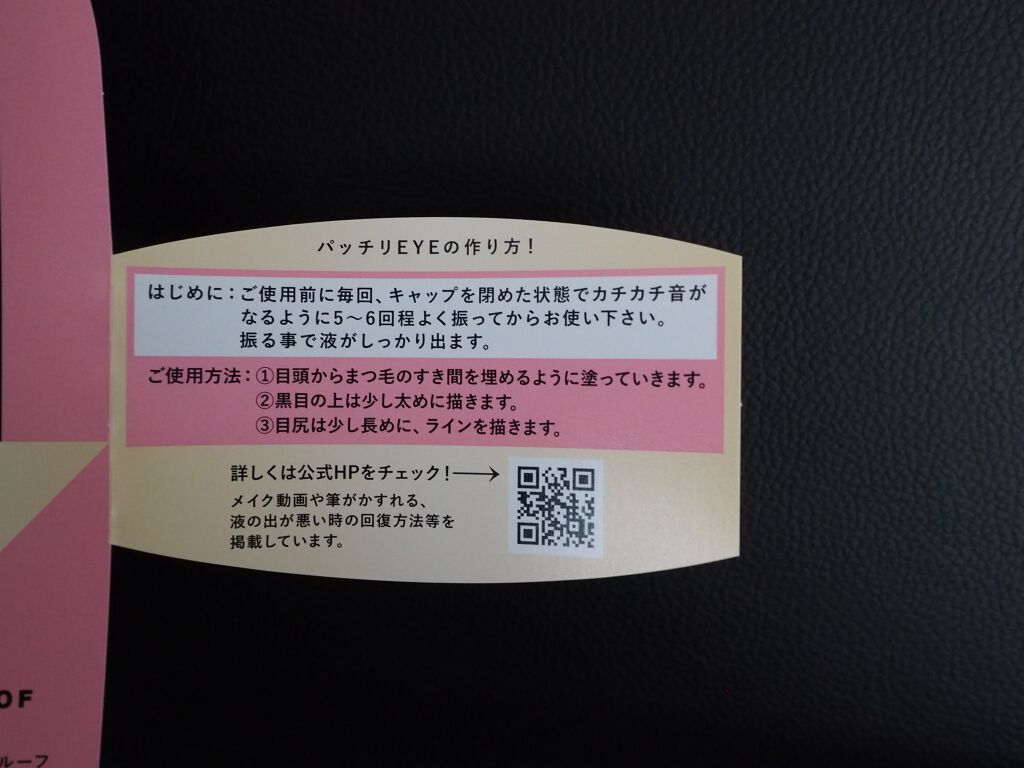 パッチリEYEの作り方！
はじめに：ご使用前に毎回、キャップを閉めた状態でカチカチ音が
なるように5〜6回程よく振ってからお使い下さい。
振る事で液がしっかり出ます。
ご使用方法：①目頭からまつ毛のすき間を埋めるように塗っていきます。
②黒目の上は少し太めに描きます。
③目尻は少し長めに、ラインを描きます。
詳しくは公式HPをチェック！→
メイク動画や筆がかすれる、
液の出が悪い時の回復方法等を
掲載しています。
OF
ルーフ